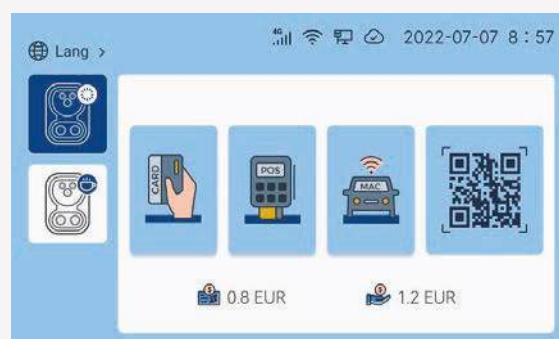 Lang >
4G
2022-07-07 8:57
CARD
POS
MAC
0.8 EUR
1.2 EUR